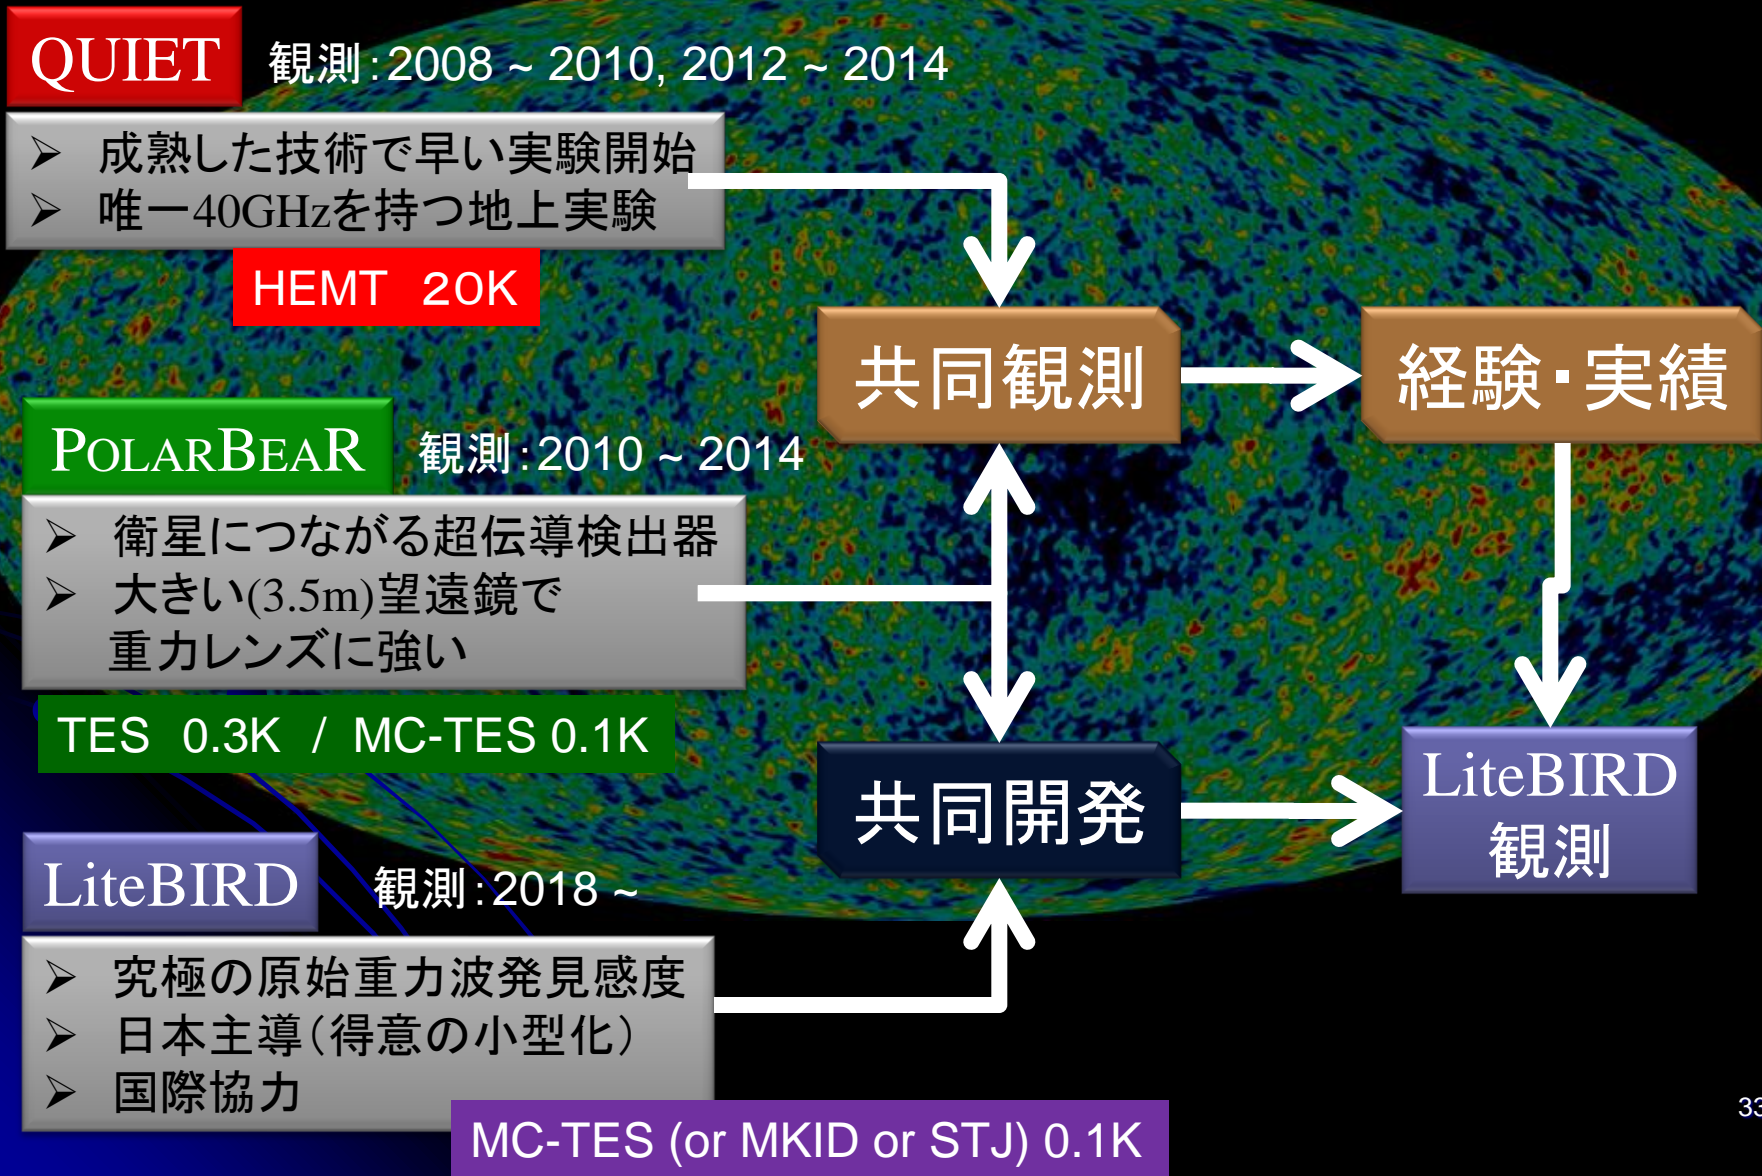 QUIET
観測：2008 ~ 2010, 2012 ~ 2014
➢ 成熟した技術で早い実験開始
➢ 唯一40GHzを持つ地上実験
HEMT　20K
共同観測
経験・実績
POLARBEAR
観測：2010 ~ 2014
➢ 衛星につながる超伝導検出器
➢ 大きい(3.5m)望遠鏡で
重力レンズに強い
TES　0.3K / MC-TES 0.1K
共同開発
LiteBIRD
観測
LiteBIRD
観測：2018 ~
➢ 究極の原始重力波発見感度
➢ 日本主導（得意の小型化）
➢ 国際協力
MC-TES (or MKID or STJ) 0.1K
33